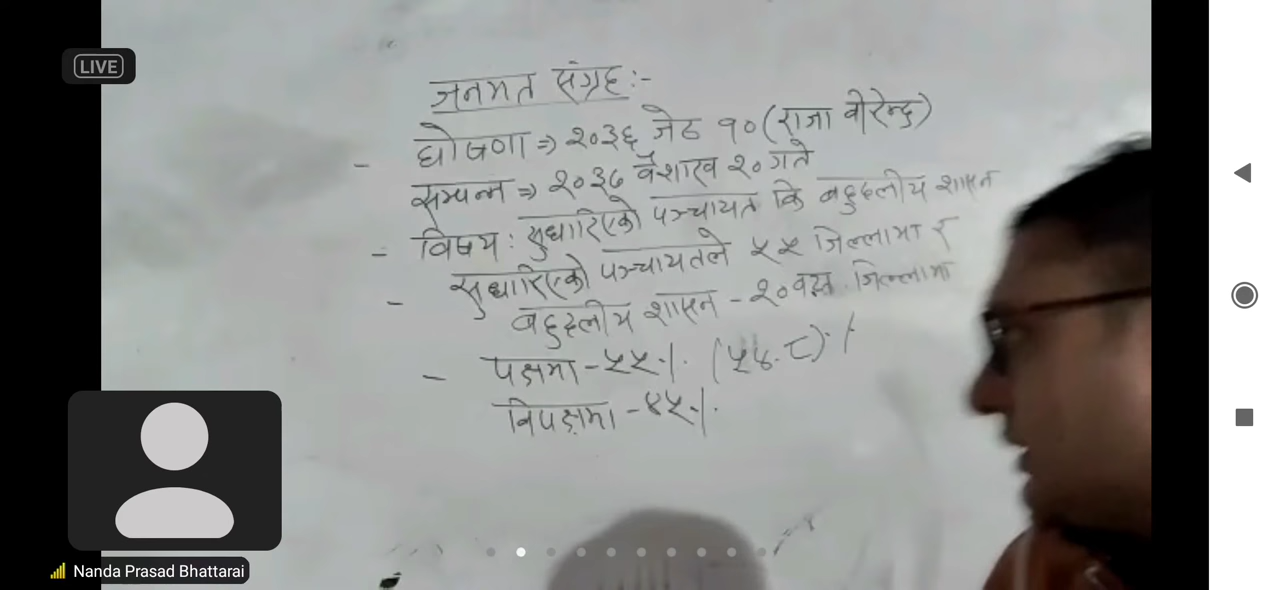 LIVE
जनमत संग्रह :-
- घोषणा ⇒ २०३६ जेठ १० (राजा वीरेन्द्र)
सम्पन्न ⇒ २०३७ वैशाख २० गते
- विषय : सुधारिएको पञ्चायत कि बहुदलीय शासन
- सुधारिएको पञ्चायतले ५५ जिल्लामा र
बहुदलीय शासन - २० वटा जिल्लामा
- पक्षमा - ५५% (५४.८)%
विपक्षमा - ४५%
Nanda Prasad Bhattarai